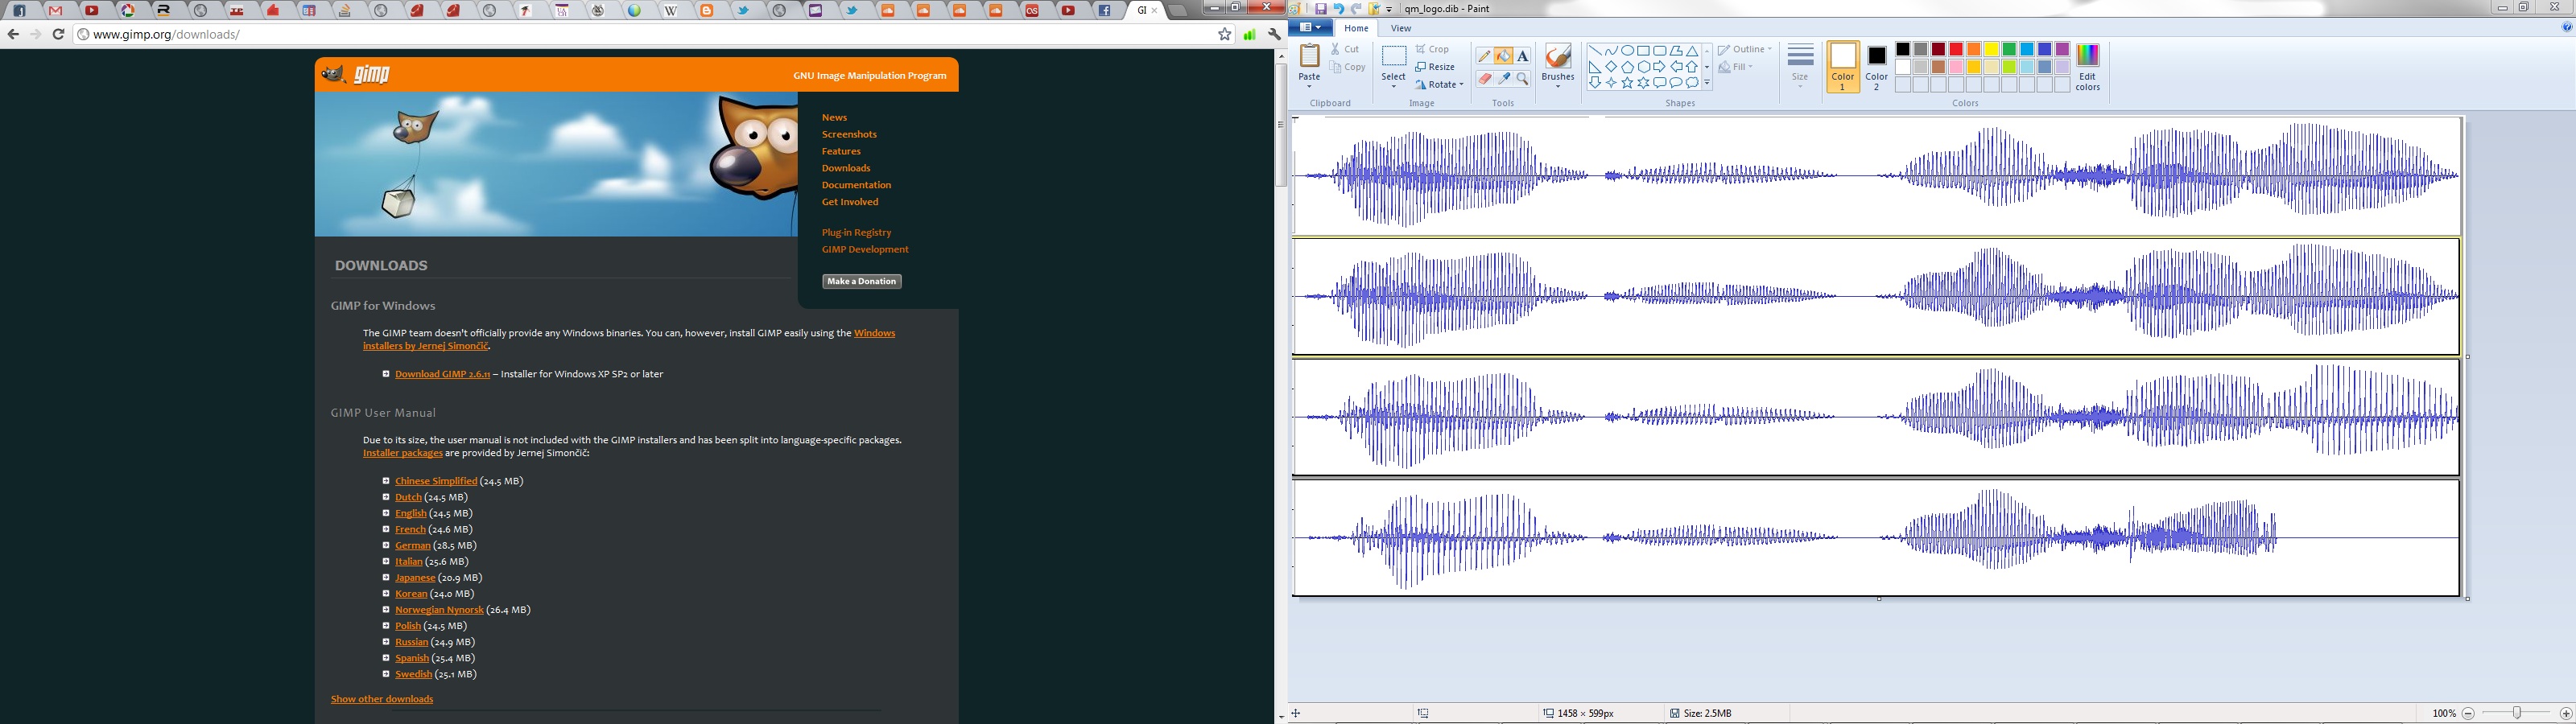 GI
www.gimp.org/downloads/
gimp
GNU Image Manipulation Program
News
Screenshots
Features
Downloads
Documentation
Get Involved
Plug-in Registry
GIMP Development
Make a Donation
DOWNLOADS
GIMP for Windows
The GIMP team doesn't officially provide any Windows binaries. You can, however, install GIMP easily using the Windows
installers by Jernej Simončič.
Download GIMP 2.6.11 – Installer for Windows XP SP2 or later
GIMP User Manual
Due to its size, the user manual is not included with the GIMP installers and has been split into language-specific packages.
Installer packages are provided by Jernej Simončič:
Chinese Simplified (24.5 MB)
Dutch (24.5 MB)
English (24.5 MB)
French (24.6 MB)
German (28.5 MB)
Italian (25.6 MB)
Japanese (20.9 MB)
Korean (24.0 MB)
Norwegian Nynorsk (26.4 MB)
Polish (24.5 MB)
Russian (24.9 MB)
Spanish (25.4 MB)
Swedish (25.1 MB)
Show other downloads
qm_logo.dib - Paint
Home View
Paste
Cut
Copy
Clipboard
Select
Crop
Resize
Rotate
Image
A
Tools
Brushes
Outline
Fill
Shapes
Size
Color
1
Color
2
Edit
colors
Colors
1458 × 599px
Size: 2.5MB
100%